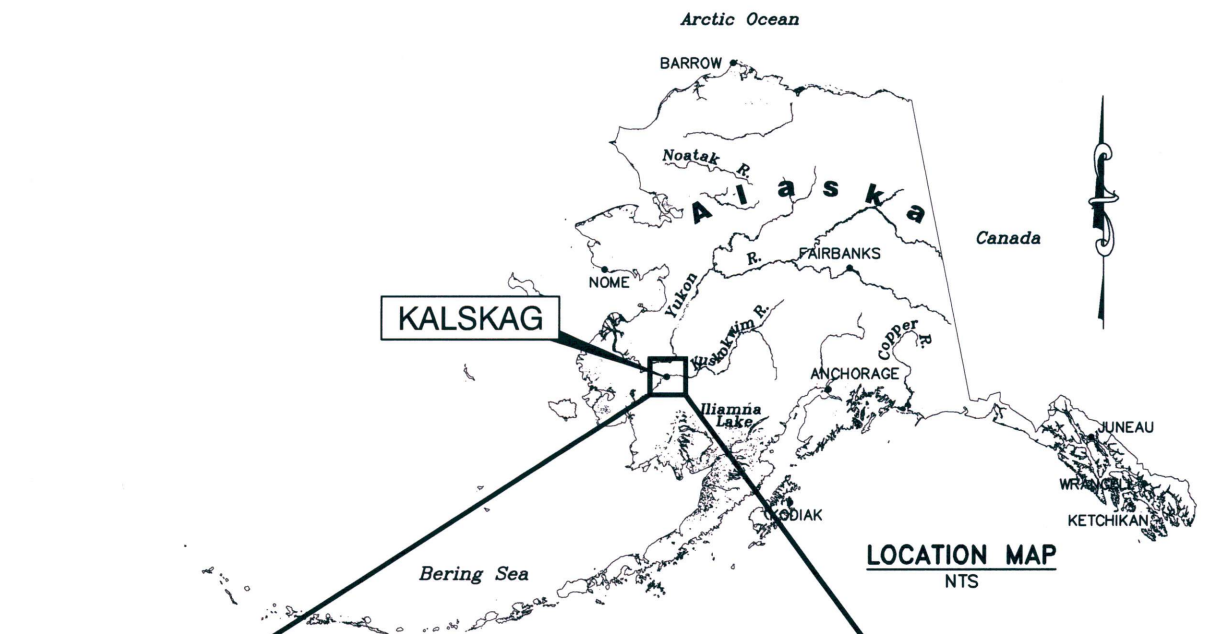 Arctic Ocean
BARROW
Noatak R.
Alaska
Canada
R.
FAIRBANKS
NOME
Yukon
KALSKAG
Kuskokwim R.
Copper R.
ANCHORAGE
Iliamna
Lake
JUNEAU
WRANGELL
KODIAK
KETCHIKAN
LOCATION MAP
NTS
Bering Sea